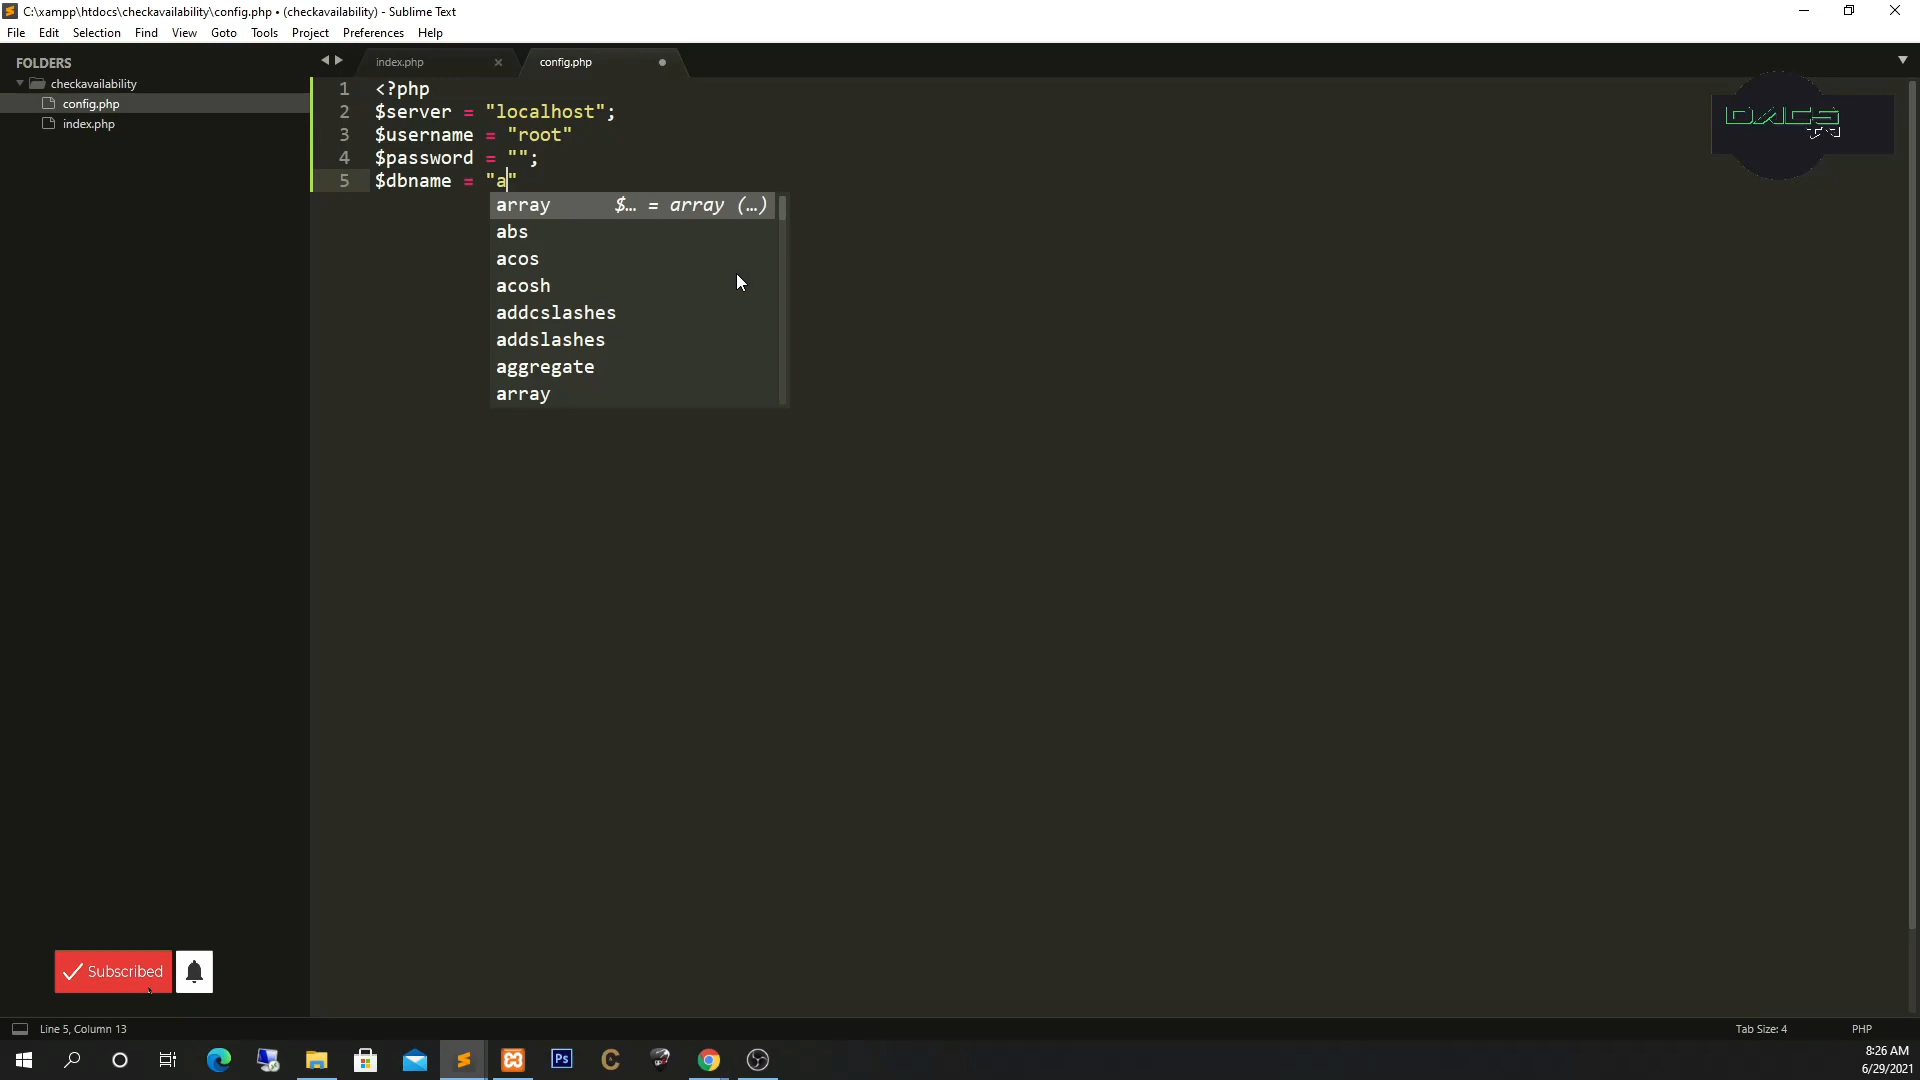 C:\xampp\htdocs\checkavailability\config.php • (checkavailability) - Sublime Text
File Edit Selection Find View Goto Tools Project Preferences Help
FOLDERS
checkavailability
config.php
index.php
index.php
config.php
1 <?php
2 $server = "localhost";
3 $username = "root"
4 $password = "";
5 $dbname = "a"
array $… = array (…)
abs
acos
acosh
addcslashes
addslashes
aggregate
array
Subscribed
Line 5, Column 13
Tab Size: 4
PHP
Ps
8:26 AM
6/29/2021